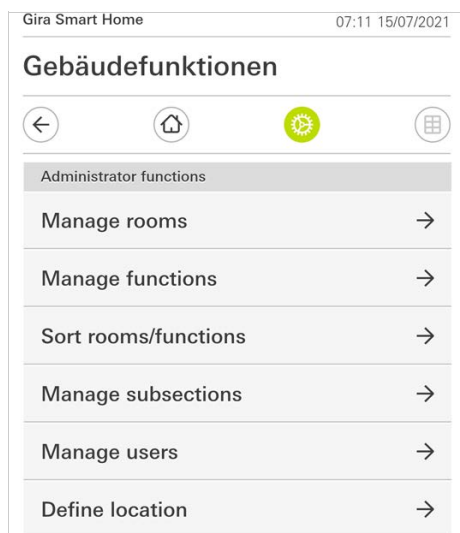 Gira Smart Home 07:11 15/07/2021
Gebäudefunktionen
Administrator functions
Manage rooms
Manage functions
Sort rooms/functions
Manage subsections
Manage users
Define location